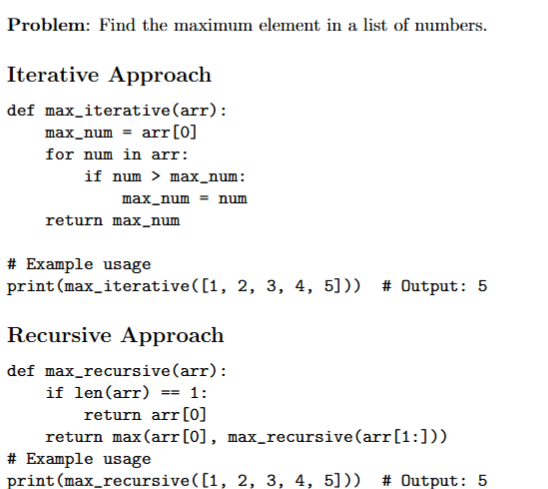 Problem: Find the maximum element in a list of numbers.
Iterative Approach
def max_iterative(arr):
    max_num = arr[0]
    for num in arr:
        if num > max_num:
            max_num = num
    return max_num
# Example usage
print(max_iterative([1, 2, 3, 4, 5]))  # Output: 5
Recursive Approach
def max_recursive(arr):
    if len(arr) == 1:
        return arr[0]
    return max(arr[0], max_recursive(arr[1:]))
# Example usage
print(max_recursive([1, 2, 3, 4, 5]))  # Output: 5